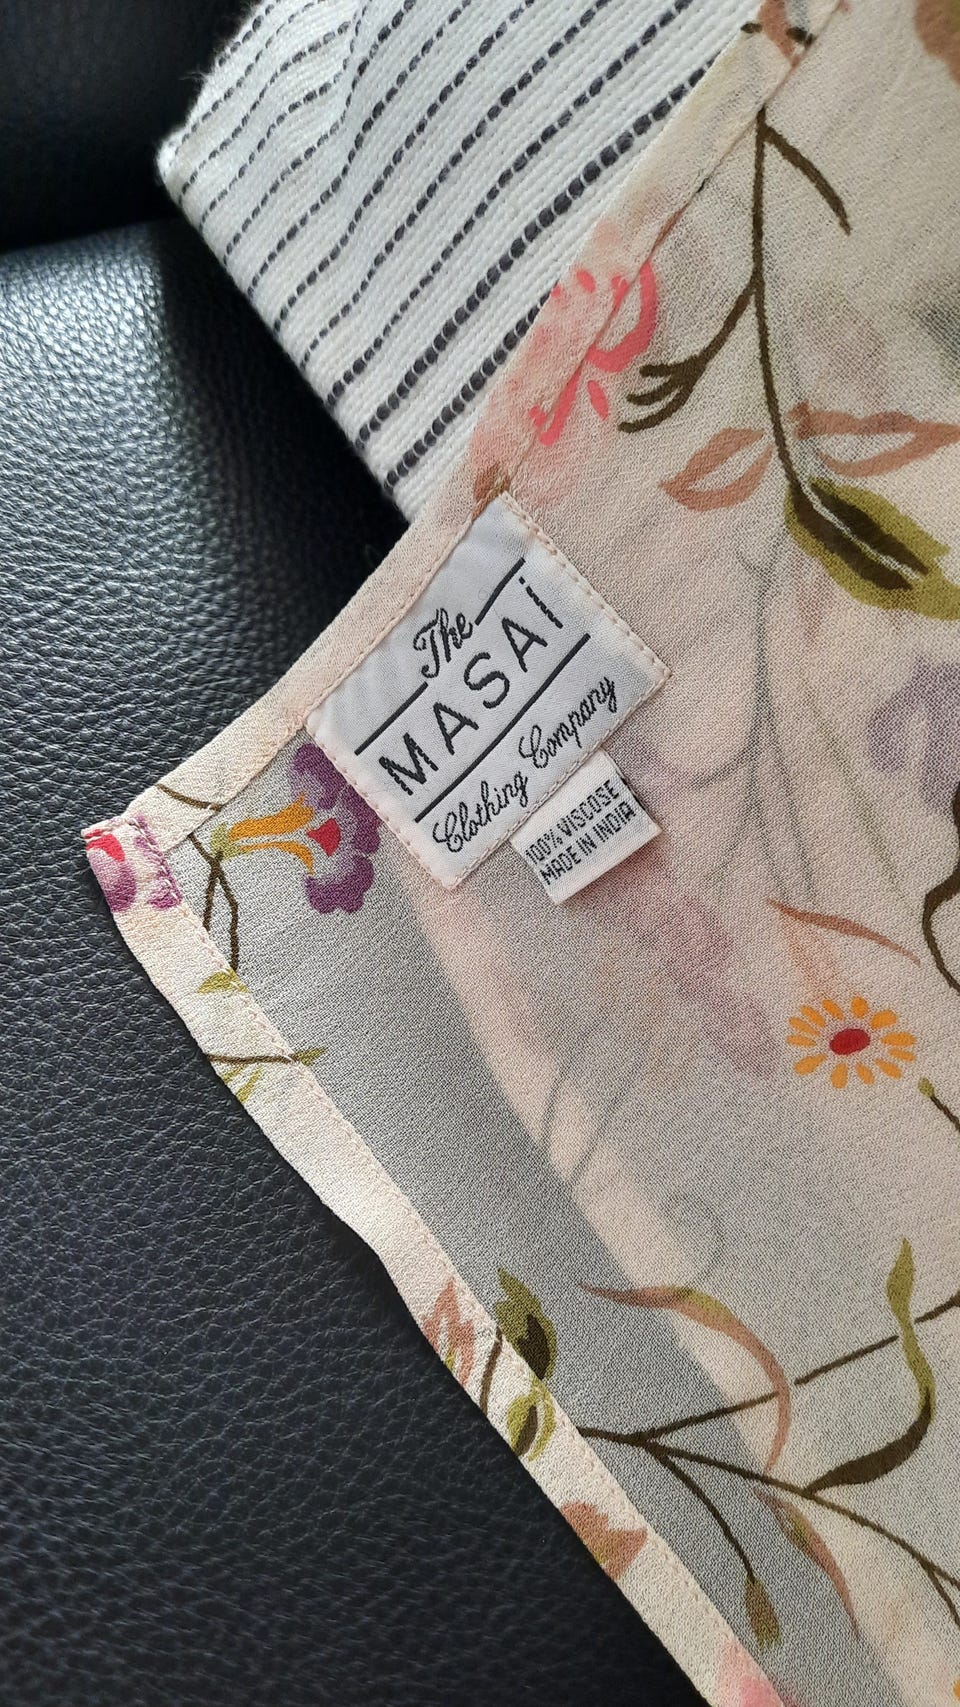 The
MASAi
Clothing Company
100% VISCOSE
MADE IN INDIA